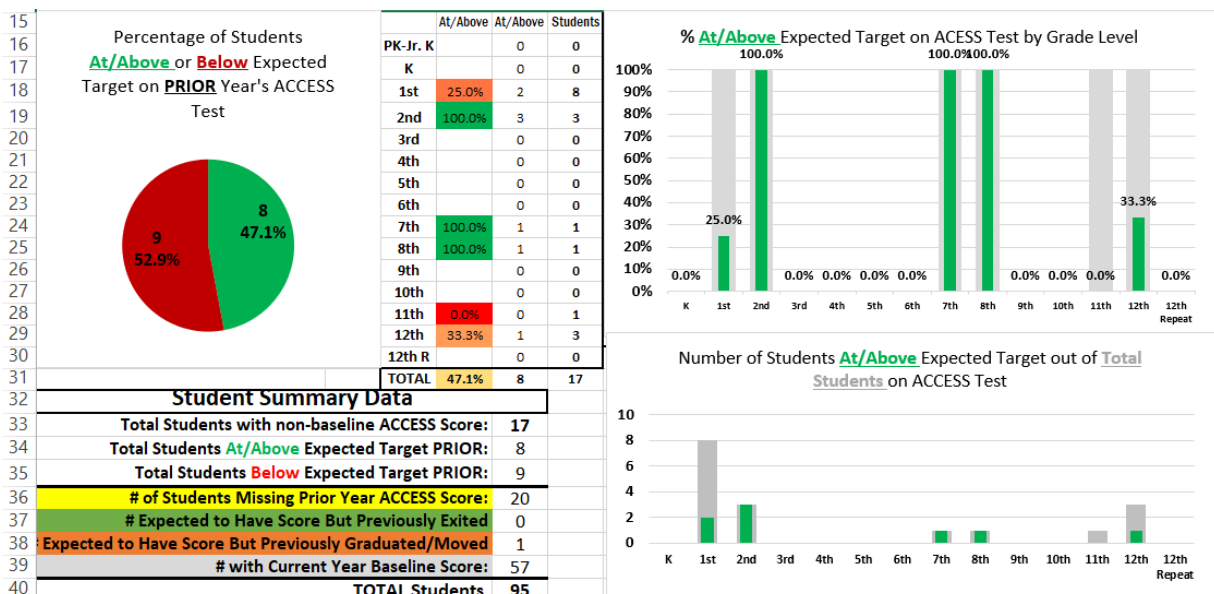 15 At/Above At/Above Students
Percentage of Students
At/Above or Below Expected
Target on PRIOR Year's ACCESS
Test
8
47.1%
9
52.9%
16 PK-Jr. K 0 0
17 K 0 0
18 1st 25.0% 2 8
19 2nd 100.0% 3 3
20 3rd 0 0
21 4th 0 0
22 5th 0 0
23 6th 0 0
24 7th 100.0% 1 1
25 8th 100.0% 1 1
26 9th 0 0
27 10th 0 0
28 11th 0.0% 0 1
29 12th 33.3% 1 3
30 12th R 0 0
31 TOTAL 47.1% 8 17
32 Student Summary Data
33 Total Students with non-baseline ACCESS Score: 17
34 Total Students At/Above Expected Target PRIOR: 8
35 Total Students Below Expected Target PRIOR: 9
36 # of Students Missing Prior Year ACCESS Score: 20
37 # Expected to Have Score But Previously Exited 0
38 Expected to Have Score But Previously Graduated/Moved 1
39 # with Current Year Baseline Score: 57
40 TOTAL Students 95
% At/Above Expected Target on ACESS Test by Grade Level
100.0% 100.0% 100.0%
100%
90%
80%
70%
60%
50%
40%
30%
20%
10%
0%
0.0% 25.0% 0.0% 0.0% 0.0% 0.0% 0.0% 0.0% 0.0% 33.3% 0.0%
K 1st 2nd 3rd 4th 5th 6th 7th 8th 9th 10th 11th 12th 12th
Repeat
Number of Students At/Above Expected Target out of Total
Students on ACCESS Test
10
8
6
4
2
0
K 1st 2nd 3rd 4th 5th 6th 7th 8th 9th 10th 11th 12th 12th
Repeat